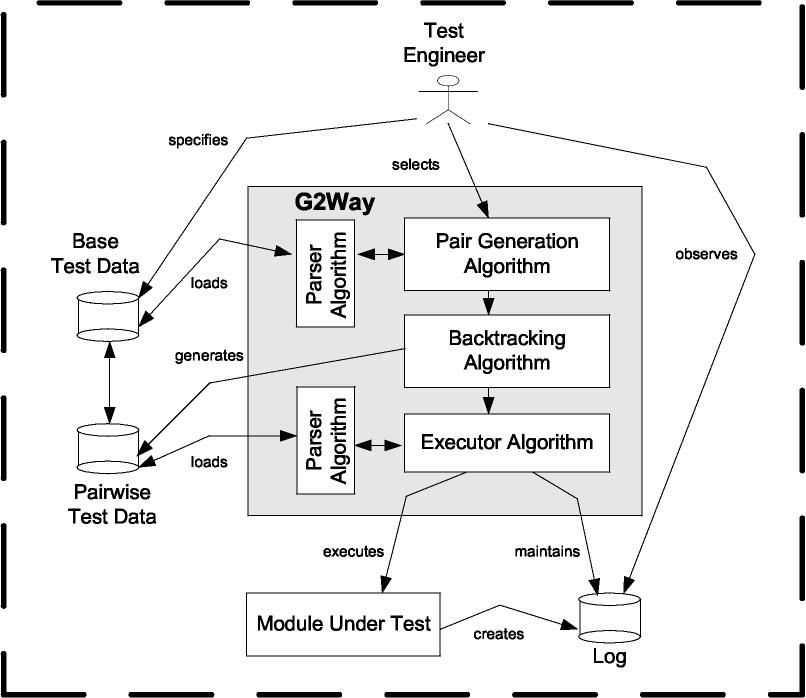 Test
Engineer
specifies
selects
G2Way
Base
Test Data
Parser
Algorithm
Pair Generation
Algorithm
observes
loads
Backtracking
Algorithm
generates
Parser
Algorithm
Executor Algorithm
loads
Pairwise
Test Data
executes
maintains
Module Under Test
creates
Log